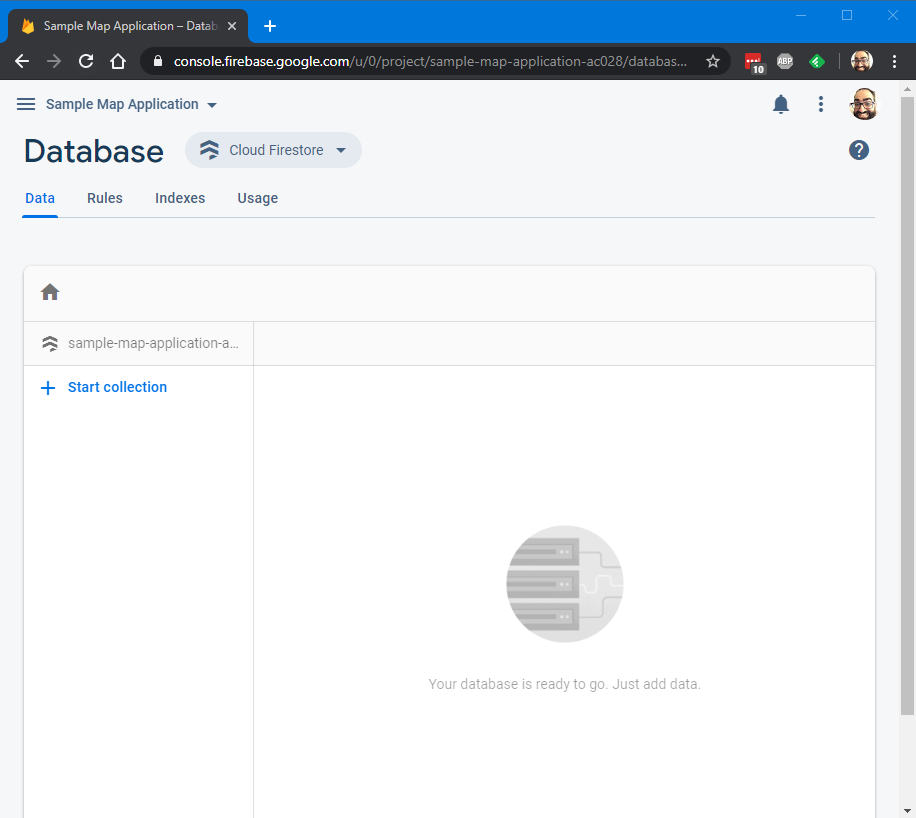 Sample Map Application – Datab
console.firebase.google.com/u/0/project/sample-map-application-ac028/databas...
10
ABP
Sample Map Application
Database
Cloud Firestore
?
Data
Rules
Indexes
Usage
sample-map-application-a...
Start collection
Your database is ready to go. Just add data.